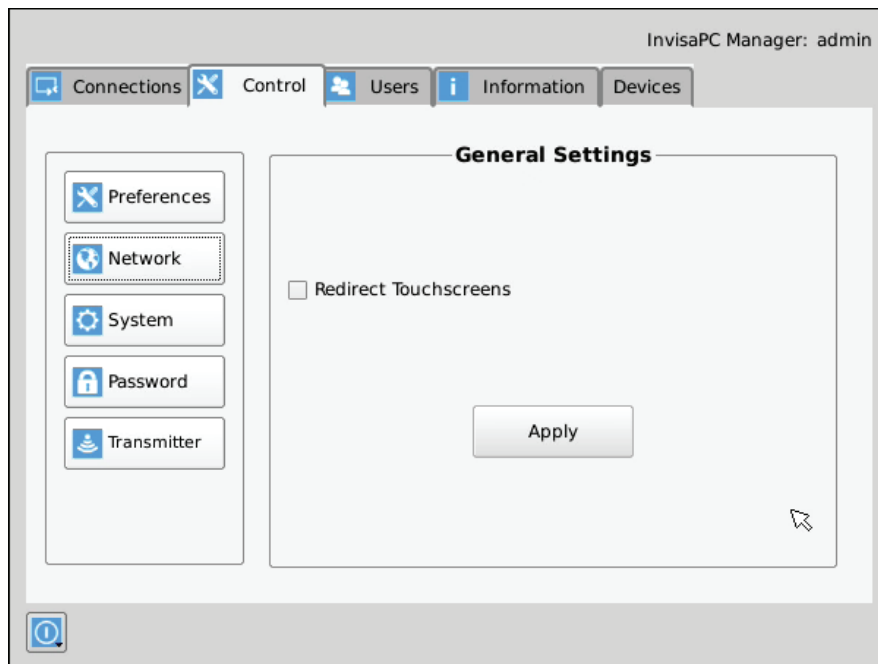 InvisaPC Manager: admin
Connections Control Users Information Devices
General Settings
Preferences
Network
Redirect Touchscreens
System
Password
Apply
Transmitter